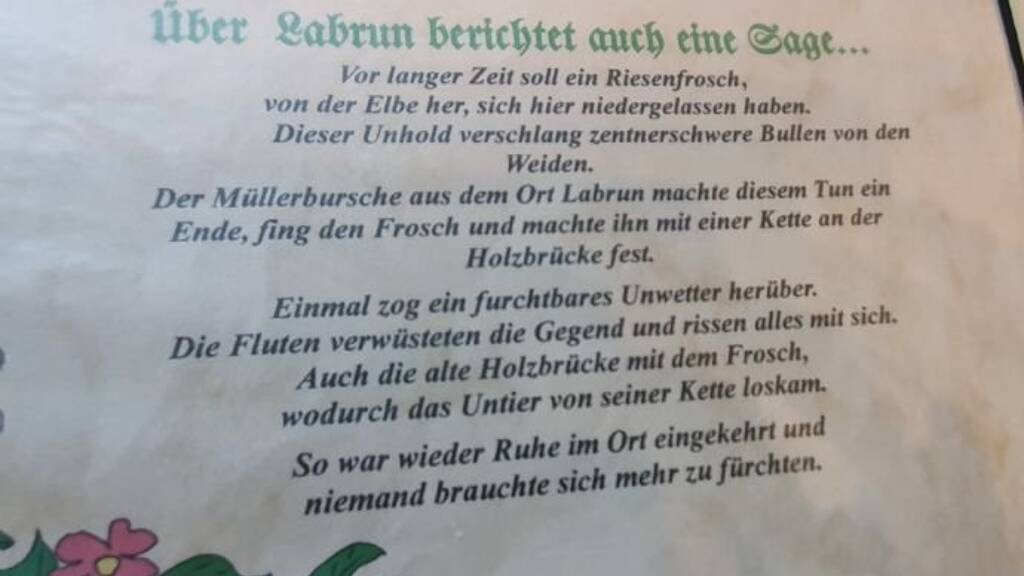 Über Labrun berichtet auch eine Sage...
Vor langer Zeit soll ein Riesenfrosch,
von der Elbe her, sich hier niedergelassen haben.
Dieser Unhold verschlang zentnerschwere Bullen von den
Weiden.
Der Müllerbursche aus dem Ort Labrun machte diesem Tun ein
Ende, fing den Frosch und machte ihn mit einer Kette an der
Holzbrücke fest.
Einmal zog ein furchtbares Unwetter herüber.
Die Fluten verwüsteten die Gegend und rissen alles mit sich.
Auch die alte Holzbrücke mit dem Frosch,
wodurch das Untier von seiner Kette loskam.
So war wieder Ruhe im Ort eingekehrt und
niemand brauchte sich mehr zu fürchten.